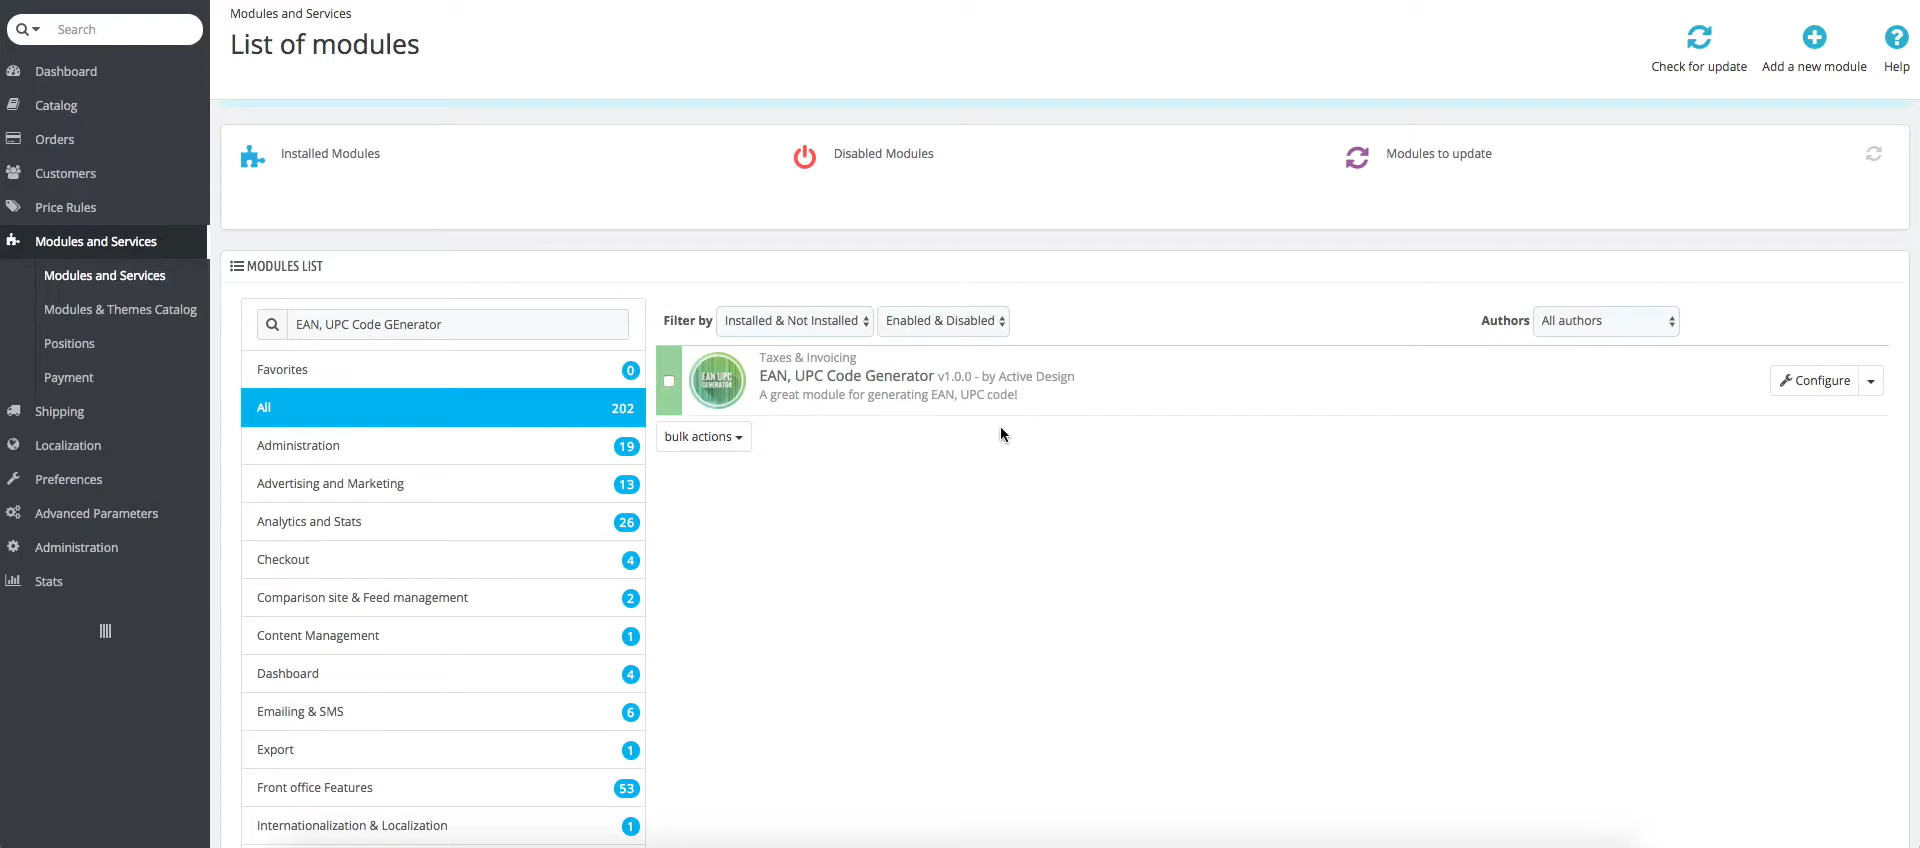 Search
Dashboard
Catalog
Orders
Customers
Price Rules
Modules and Services
Modules and Services
Modules & Themes Catalog
Positions
Payment
Shipping
Localization
Preferences
Advanced Parameters
Administration
Stats
Modules and Services
List of modules
Check for update
Add a new module
Help
Installed Modules
Disabled Modules
Modules to update
MODULES LIST
EAN, UPC Code GEnerator
Favorites 0
All 202
Administration 19
Advertising and Marketing 13
Analytics and Stats 26
Checkout 4
Comparison site & Feed management 2
Content Management 1
Dashboard 4
Emailing & SMS 6
Export 1
Front office Features 53
Internationalization & Localization 1
Filter by Installed & Not Installed Enabled & Disabled Authors All authors
EAN UPC
GENERATOR
Taxes & Invoicing
EAN, UPC Code Generator v1.0.0 - by Active Design
A great module for generating EAN, UPC code!
Configure
bulk actions